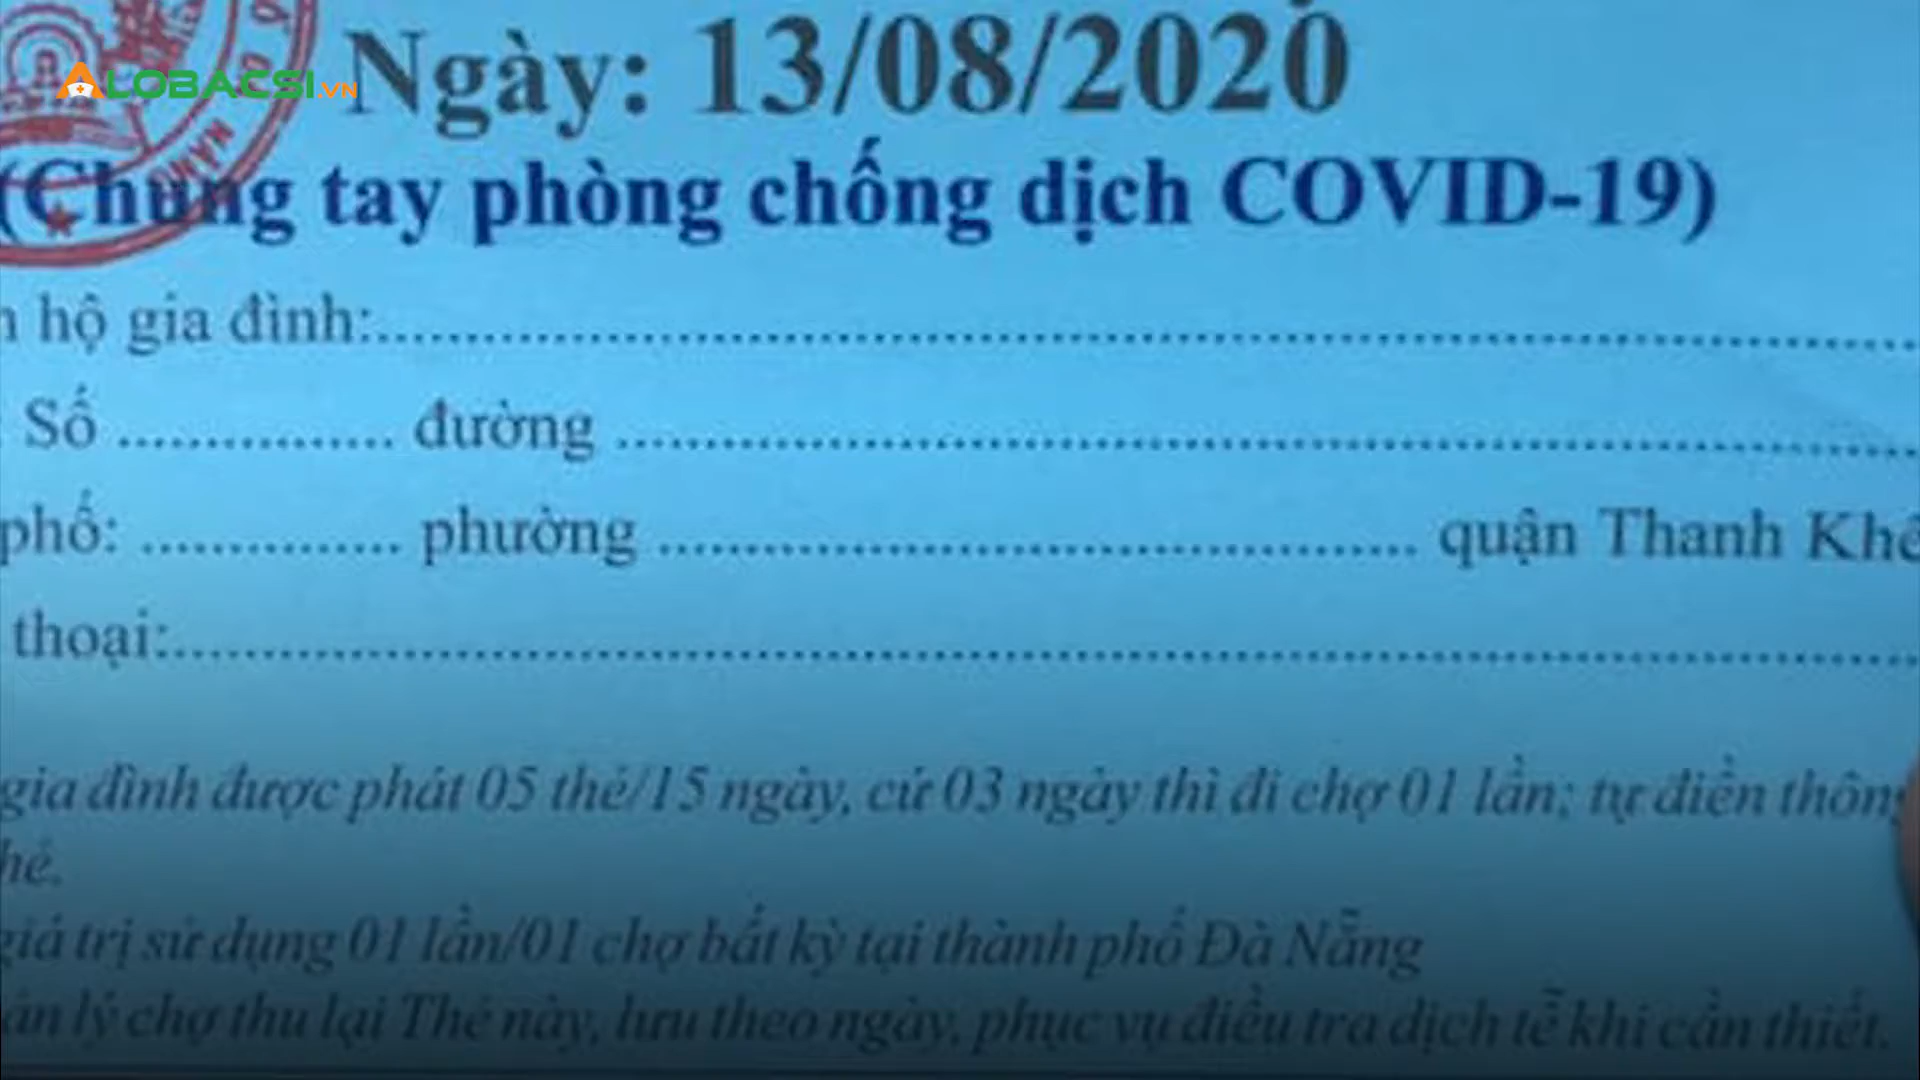 ALOBACSI.VN
Ngày: 13/08/2020
NẴNG
(Chung tay phòng chống dịch COVID-19)
hộ gia đình:
Số ................ đường
phố: ............... phường ............................................ quận Thanh Khê
thoại:
gia đình được phát 05 thẻ/15 ngày, cứ 03 ngày thì đi chợ 01 lần; tự điền thông
giá trị sử dụng 01 lần/01 chợ bất kỳ tại thành phố Đà Nẵng
lý chợ thu lại Thẻ này, lưu theo ngày, phục vụ điều tra dịch tễ khi cần thiết.